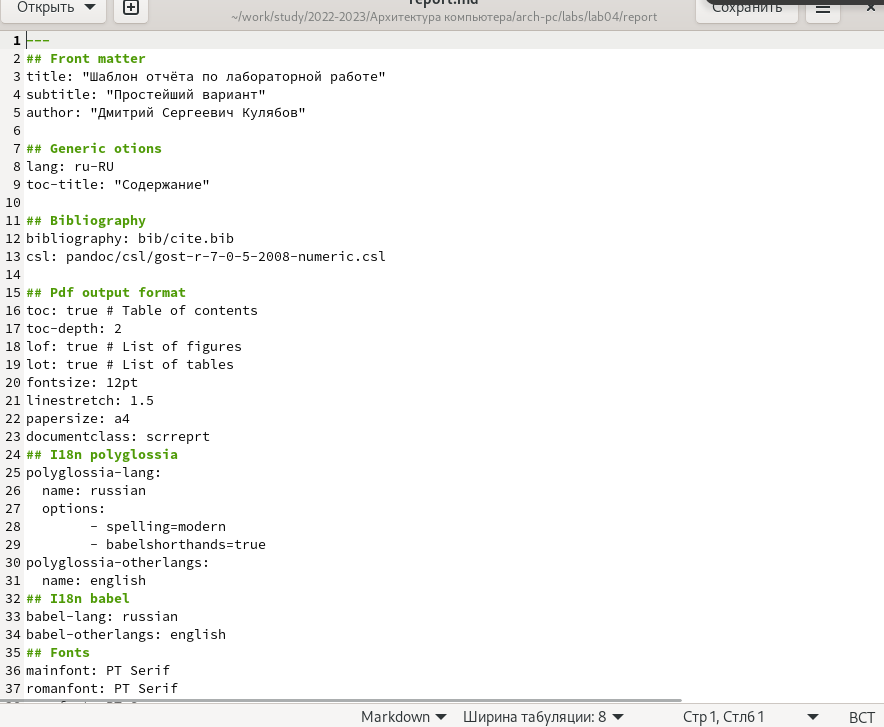 Открыть
report.md
~/work/study/2022-2023/Архитектура компьютера/arch-pc/labs/lab04/report
Сохранить
1 ---
2 ## Front matter
3 title: "Шаблон отчёта по лабораторной работе"
4 subtitle: "Простейший вариант"
5 author: "Дмитрий Сергеевич Кулябов"
6
7 ## Generic otions
8 lang: ru-RU
9 toc-title: "Содержание"
10
11 ## Bibliography
12 bibliography: bib/cite.bib
13 csl: pandoc/csl/gost-r-7-0-5-2008-numeric.csl
14
15 ## Pdf output format
16 toc: true # Table of contents
17 toc-depth: 2
18 lof: true # List of figures
19 lot: true # List of tables
20 fontsize: 12pt
21 linestretch: 1.5
22 papersize: a4
23 documentclass: scrreprt
24 ## I18n polyglossia
25 polyglossia-lang:
26   name: russian
27   options:
28         - spelling=modern
29         - babelshorthands=true
30 polyglossia-otherlangs:
31   name: english
32 ## I18n babel
33 babel-lang: russian
34 babel-otherlangs: english
35 ## Fonts
36 mainfont: PT Serif
37 romanfont: PT Serif
Markdown Ширина табуляции: 8 Стр 1, Стлб 1 ВСТ